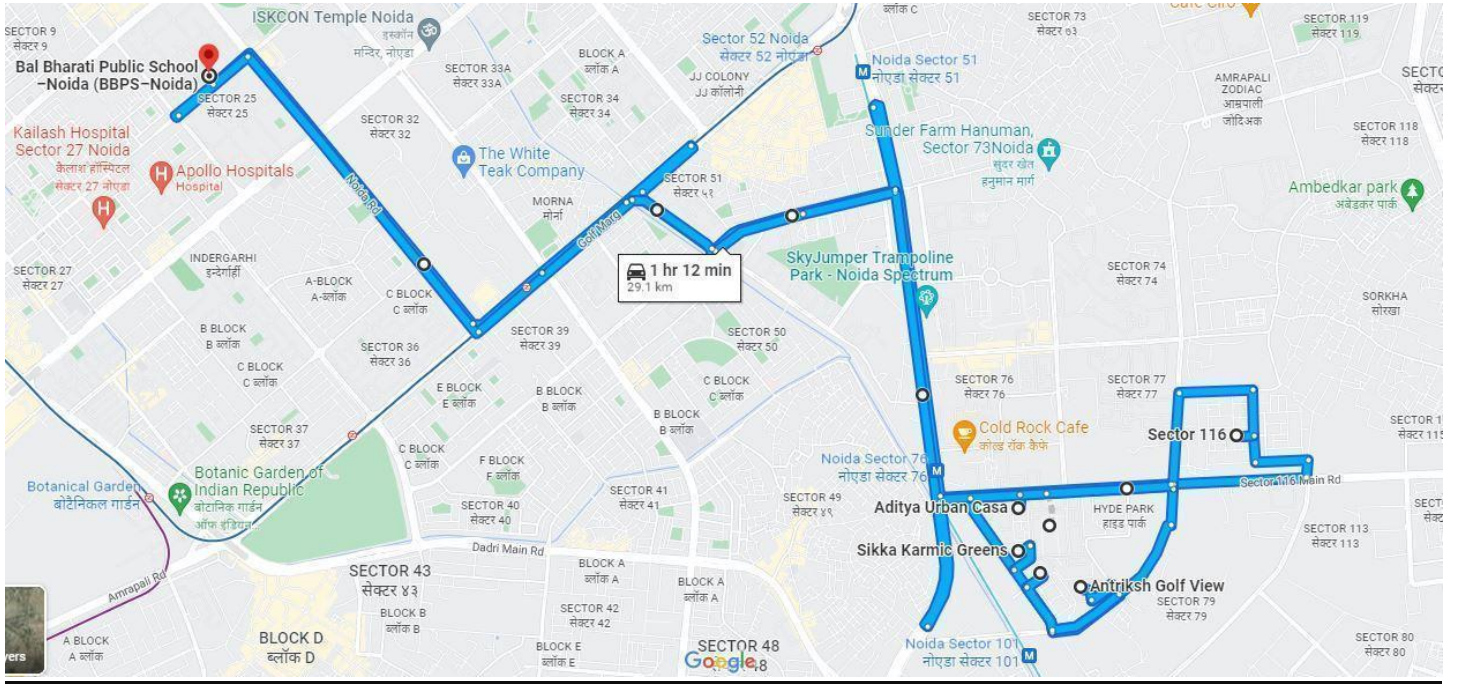 ISKCON Temple Noida
इस्कॉन
मन्दिर, नोएडा
ब्लॉक C
SECTOR 73
सेक्टर ७३
SECTOR 119
सेक्टर 119
SECTOR 9
सेक्टर 9
Bal Bharati Public School
–Noida (BBPS–Noida)
SECTOR 25
सेक्टर 25
SECTOR 33A
सेक्टर 33A
BLOCK A
ब्लॉक A
Sector 52 Noida
सेक्टर 52 नोएडा
JJ COLONY
JJ कॉलोनी
Noida Sector 51
नोएडा सेक्टर 51
AMRAPALI
ZODIAC
आम्रपाली
जोदिअक
SECTOR 34
सेक्टर 34
SECTOR 32
सेक्टर 32
Kailash Hospital
Sector 27 Noida
कैलाश हॉस्पिटल
सेक्टर 27 नोएडा
Apollo Hospitals
Hospital
The White
Teak Company
SECTOR 51
सेक्टर ५१
Sunder Farm Hanuman,
Sector 73Noida
सुंदर खेत
हनुमान मार्ग
SECTOR 118
सेक्टर 118
Ambedkar park
अंबेडकर पार्क
Noida Rd
MORNA
मोर्ना
Golf Marg
1 hr 12 min
29.1 km
SkyJumper Trampoline
Park - Noida Spectrum
SECTOR 27
सेक्टर 27
INDERGARHI
इन्देर्गार्ही
A-BLOCK
A-ब्लॉक
C BLOCK
C ब्लॉक
SECTOR 74
सेक्टर 74
SORKHA
सोरखा
B BLOCK
B ब्लॉक
SECTOR 36
सेक्टर 36
SECTOR 39
सेक्टर 39
SECTOR 50
सेक्टर 50
C BLOCK
C ब्लॉक
E BLOCK
E ब्लॉक
B BLOCK
B ब्लॉक
C BLOCK
C ब्लॉक
B BLOCK
B ब्लॉक
SECTOR 76
सेक्टर 76
SECTOR 77
सेक्टर 77
SECTOR 37
सेक्टर 37
C BLOCK
C ब्लॉक
F BLOCK
F ब्लॉक
Cold Rock Cafe
कोल्ड रॉक कैफे
Sector 116
सेक्टर 115
Botanical Garden
बोटैनिकल गार्डन
Botanic Garden of
Indian Republic
बोटानिक गार्डन
ऑफ इंडियन
SECTOR 40
सेक्टर 40
SECTOR 41
सेक्टर 41
SECTOR 49
सेक्टर ४९
Noida Sector 76
नोएडा सेक्टर 76
Sector 116 Main Rd
Aditya Urban Casa
HYDE PARK
हाइड पार्क
SECTOR 113
सेक्टर 113
Dadri Main Rd
Amrapali Rd
SECTOR 43
सेक्टर ४३
BLOCK A
ब्लॉक A
BLOCK A
ब्लॉक A
Sikka Karmic Greens
Antriksh Golf View
SECTOR 79
सेक्टर 79
BLOCK B
ब्लॉक B
SECTOR 42
सेक्टर 42
A BLOCK
A ब्लॉक
BLOCK D
ब्लॉक D
BLOCK E
ब्लॉक E
SECTOR 48
Google
Noida Sector 101
नोएडा सेक्टर 101
SECTOR 80
सेक्टर 80